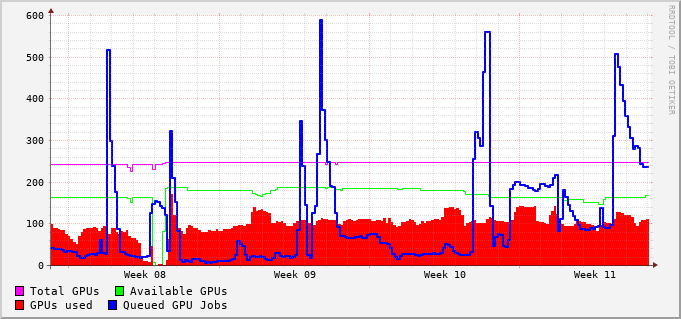 600
500
400
300
200
100
0
Week 08 Week 09 Week 10 Week 11
Total GPUs Available GPUs
GPUs used Queued GPU Jobs
RRDTOOL / TOBI OETIKER